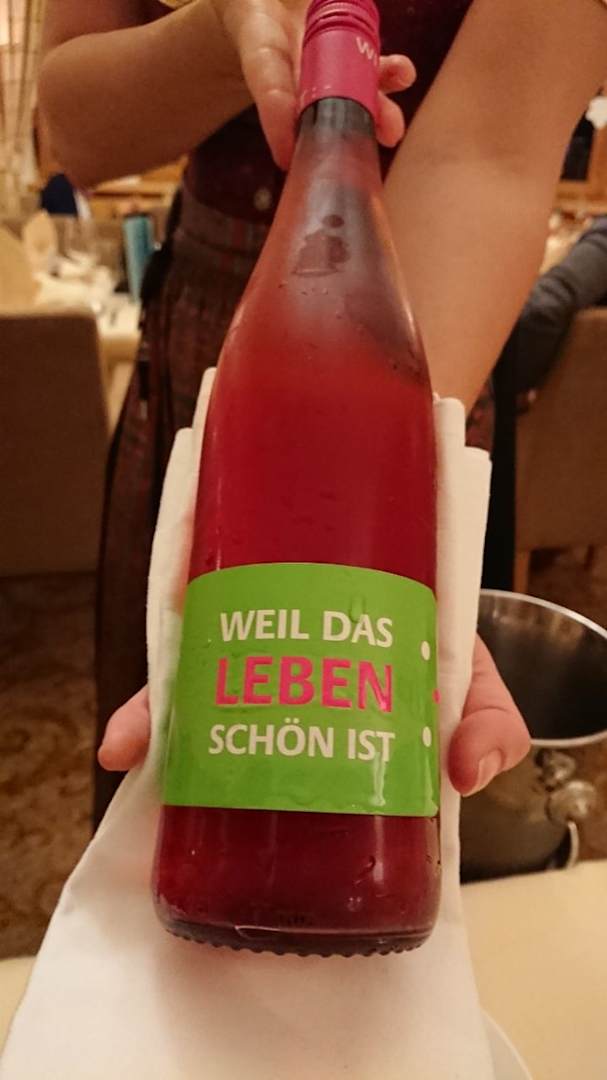 WEIL DAS
LEBEN
SCHÖN IST